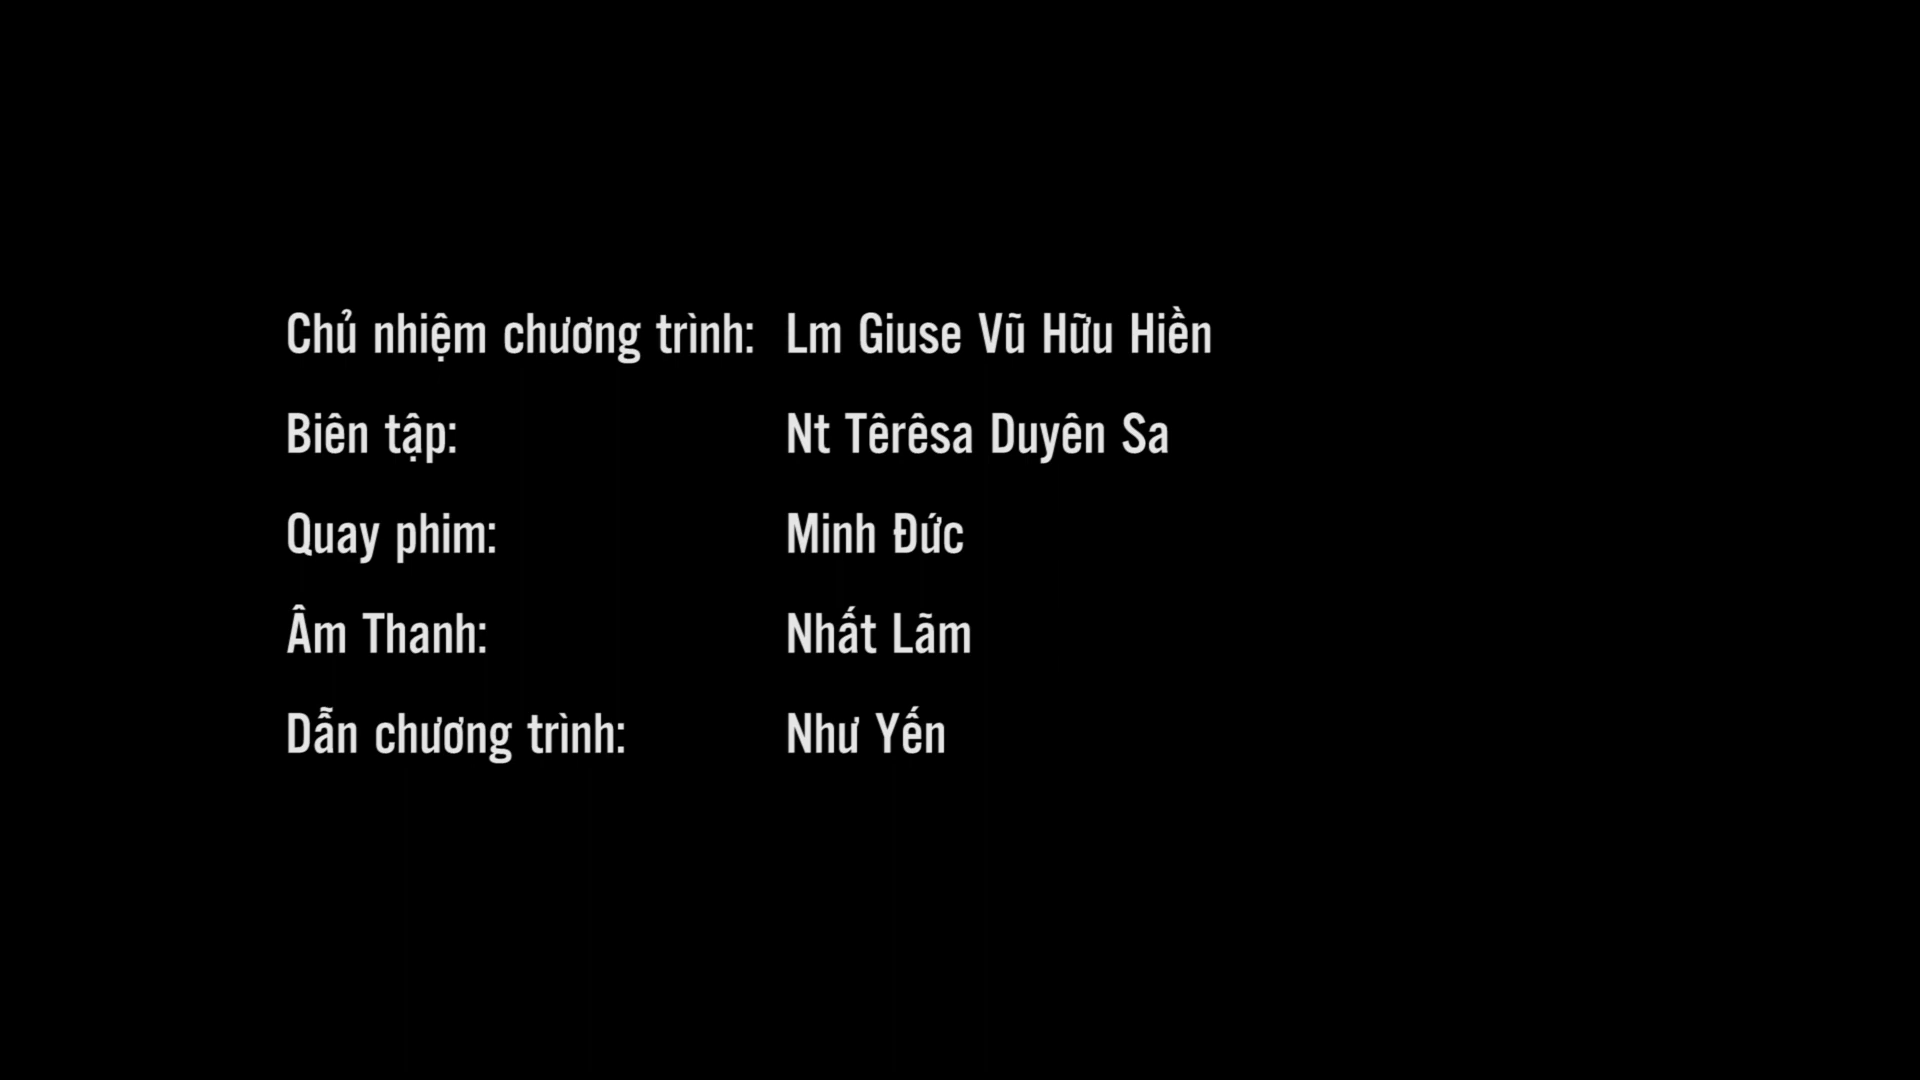 Chủ nhiệm chương trình: Lm Giuse Vũ Hữu Hiền
Biên tập: Nt Têrêsa Duyên Sa
Quay phim: Minh Đức
Âm Thanh: Nhất Lãm
Dẫn chương trình: Như Yến